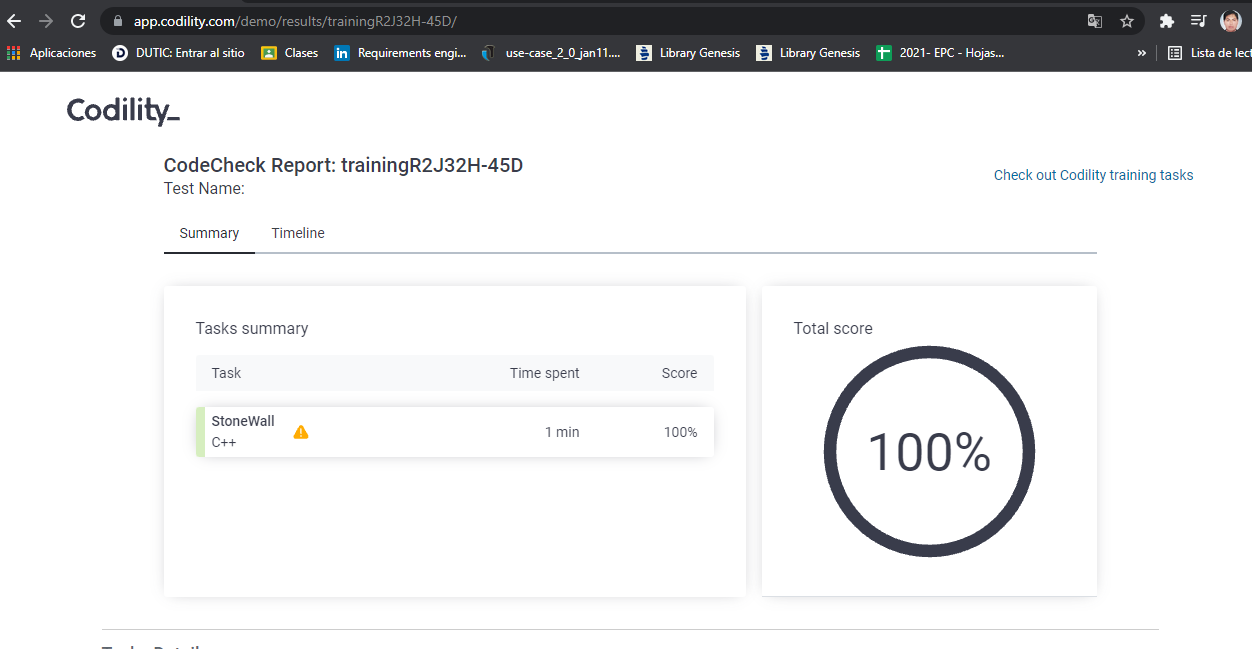 app.codility.com/demo/results/trainingR2J32H-45D/
Aplicaciones DUTIC: Entrar al sitio Clases Requirements engi... use-case_2_0_jan11.... Library Genesis Library Genesis 2021- EPC - Hojas... » Lista de lect
Codility_
CodeCheck Report: trainingR2J32H-45D
Test Name:
Check out Codility training tasks
Summary Timeline
Tasks summary
Task Time spent Score
StoneWall
C++
1 min 100%
Total score
100%